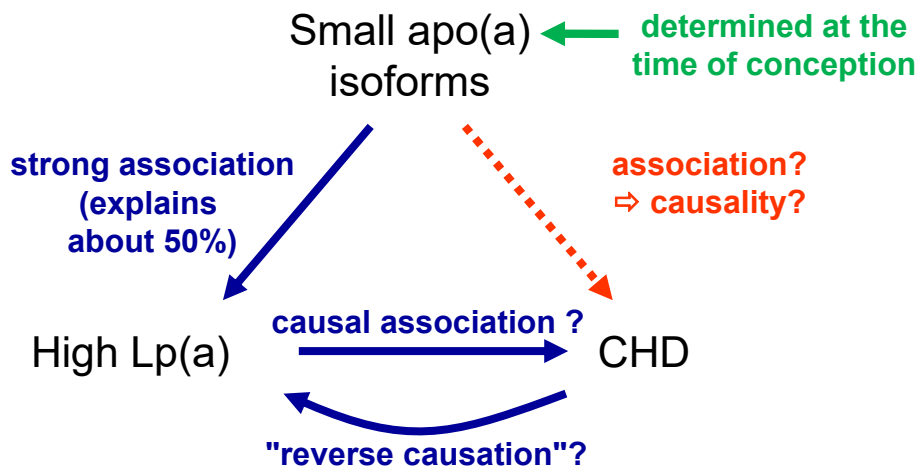 Small apo(a)
isoforms
determined at the
time of conception
strong association
(explains
about 50%)
association?
⇨ causality?
causal association ?
High Lp(a)
CHD
"reverse causation"?